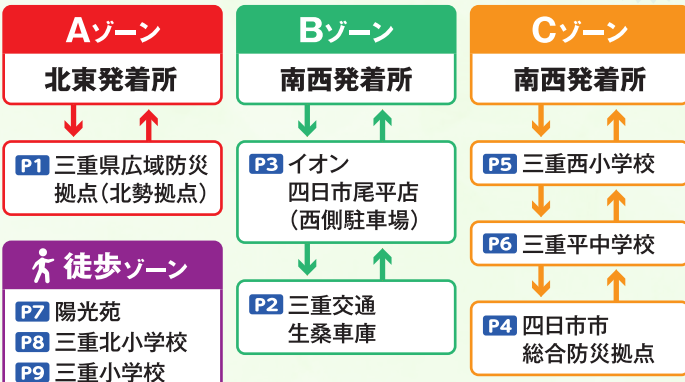 Aゾーン
北東発着所
P1 三重県広域防災
拠点（北勢拠点）
徒歩ゾーン
P7 陽光苑
P8 三重北小学校
P9 三重小学校
Bゾーン
南西発着所
P3 イオン
四日市尾平店
（西側駐車場）
P2 三重交通
生桑車庫
Cゾーン
南西発着所
P5 三重西小学校
P6 三重平中学校
P4 四日市市
総合防災拠点